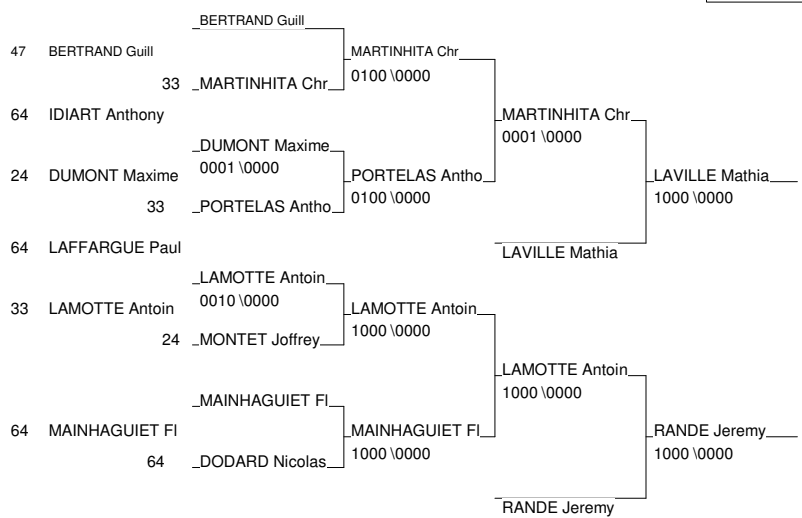 BERTRAND Guill
47 BERTRAND Guill
MARTINHITA Chr
0100 \0000
33 MARTINHITA Chr
64 IDIART Anthony
MARTINHITA Chr
0001 \0000
DUMONT Maxime
0001 \0000
24 DUMONT Maxime
PORTELAS Antho
0100 \0000
LAVILLE Mathia
1000 \0000
33 PORTELAS Antho
64 LAFFARGUE Paul
LAVILLE Mathia
LAMOTTE Antoin
0010 \0000
33 LAMOTTE Antoin
LAMOTTE Antoin
1000 \0000
24 MONTET Joffrey
LAMOTTE Antoin
1000 \0000
MAINHAGUIET Fl
64 MAINHAGUIET Fl
MAINHAGUIET Fl
1000 \0000
RANDE Jeremy
1000 \0000
64 DODARD Nicolas
RANDE Jeremy